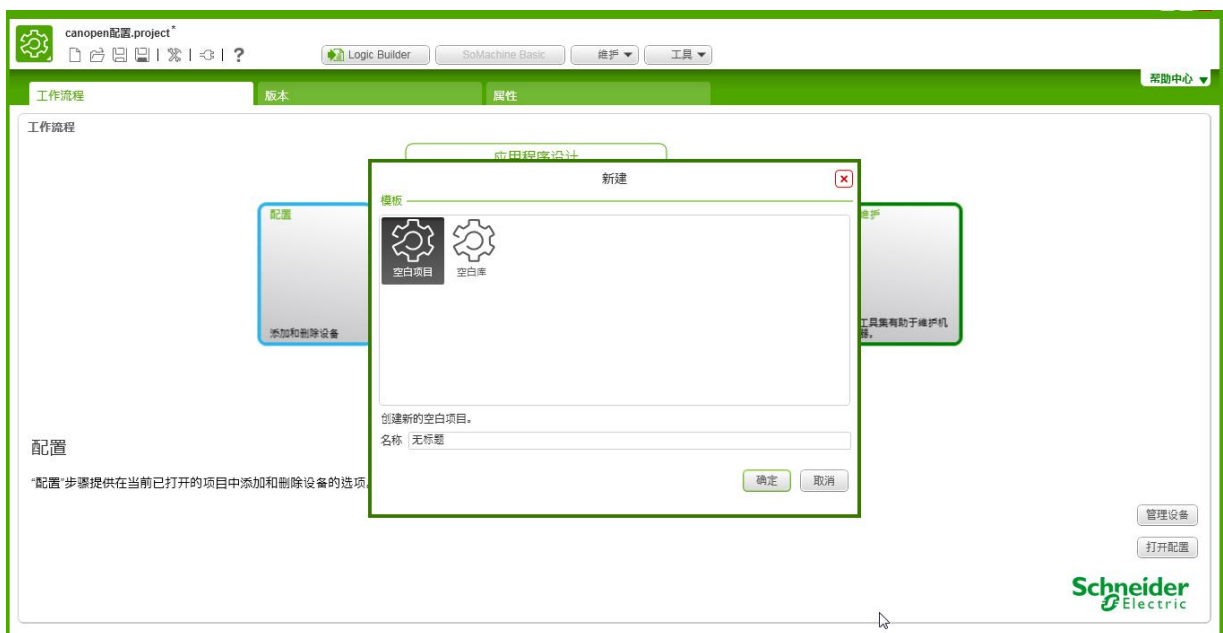 canopen配置.project*
?
Logic Builder
SoMachine Basic
维护
工具
帮助中心
工作流程
版本
属性
工作流程
应用程序设计
新建
模板
空白项目
空白库
配置
添加和删除设备
维护
工具集有助于维护机器。
创建新的空白项目。
名称 无标题
确定
取消
配置
“配置”步骤提供在当前已打开的项目中添加和删除设备的选项。
管理设备
打开配置
Schneider
Electric